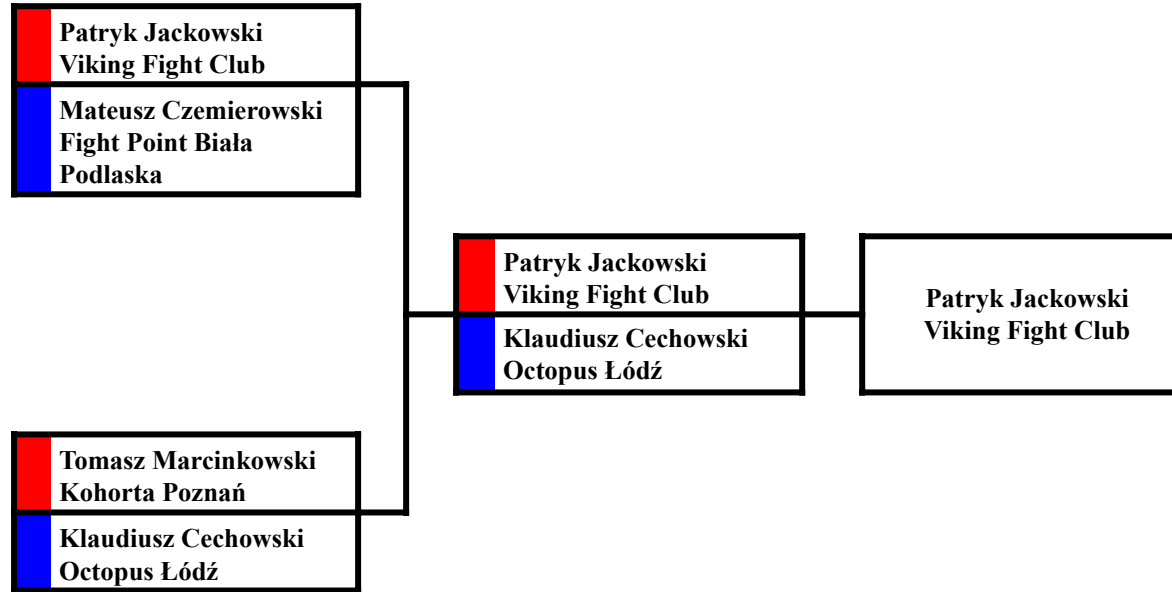 Patryk Jackowski
Viking Fight Club
Mateusz Czemierowski
Fight Point Biała
Podlaska
Patryk Jackowski
Viking Fight Club
Klaudiusz Cechowski
Octopus Łódź
Patryk Jackowski
Viking Fight Club
Tomasz Marcinkowski
Kohorta Poznań
Klaudiusz Cechowski
Octopus Łódź